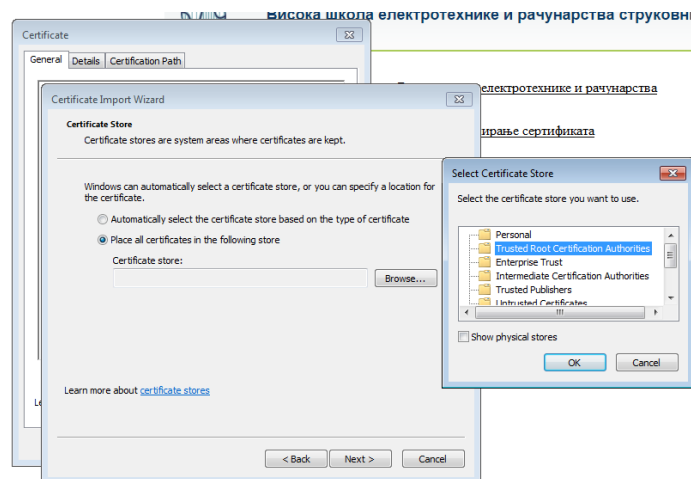 Висока школа електротехнике и рачунарства
Certificate
General
Details
Certification Path
електротехнике и рачунарства
Certificate Import Wizard
Certificate Store
Certificate stores are system areas where certificates are kept.
сертификата
Windows can automatically select a certificate store, or you can specify a location for
the certificate.
Automatically select the certificate store based on the type of certificate
Place all certificates in the following store
Certificate store:
Browse...
Learn more about certificate stores
< Back
Next >
Cancel
Select Certificate Store
Select the certificate store you want to use.
Personal
Trusted Root Certification Authorities
Enterprise Trust
Intermediate Certification Authorities
Trusted Publishers
Untrusted Certificates
Show physical stores
OK
Cancel